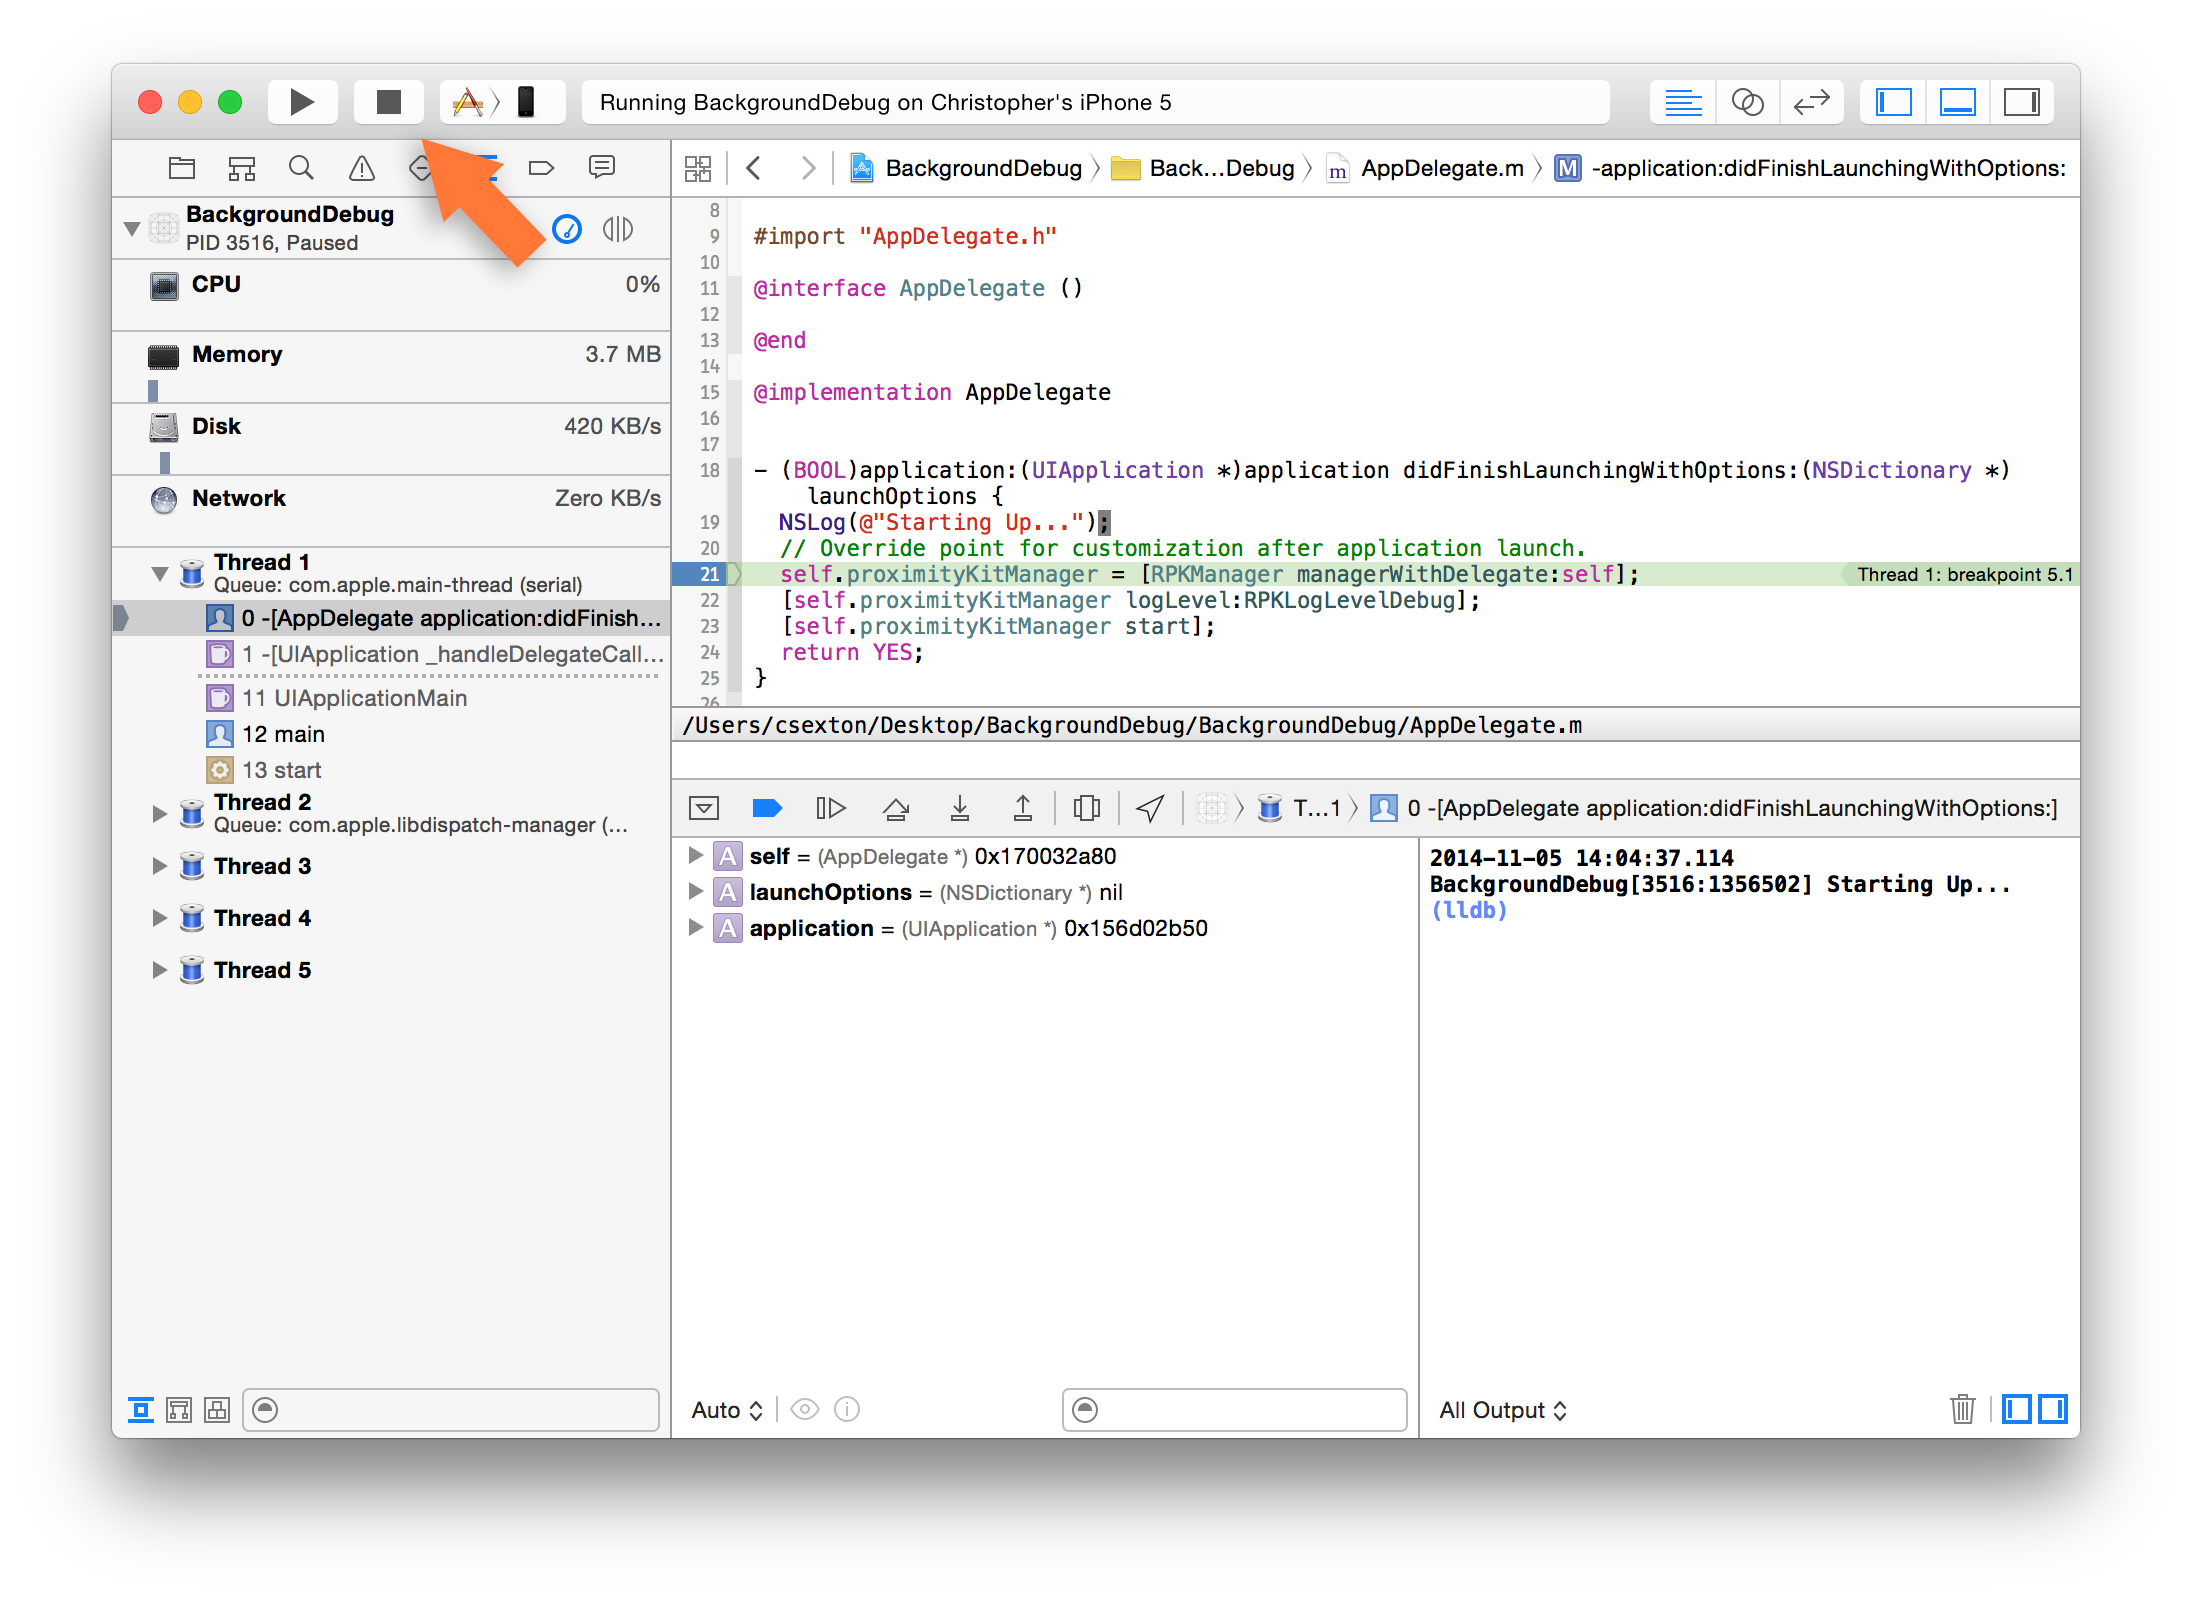 Running BackgroundDebug on Christopher's iPhone 5
BackgroundDebug
PID 3516, Paused
CPU 0%
Memory 3.7 MB
Disk 420 KB/s
Network Zero KB/s
Thread 1
Queue: com.apple.main-thread (serial)
0 -[AppDelegate application:didFinish...
1 -[UIApplication _handleDelegateCall...
11 UIApplicationMain
12 main
13 start
Thread 2
Queue: com.apple.libdispatch-manager (...
Thread 3
Thread 4
Thread 5
BackgroundDebug Back...Debug m AppDelegate.m M -application:didFinishLaunchingWithOptions:
8
9 #import "AppDelegate.h"
10
11 @interface AppDelegate ()
12
13 @end
14
15 @implementation AppDelegate
16
17
18 - (BOOL)application:(UIApplication *)application didFinishLaunchingWithOptions:(NSDictionary *)
launchOptions {
19 NSLog(@"Starting Up...");
20 // Override point for customization after application launch.
21 self.proximityKitManager = [RPKManager managerWithDelegate:self]; Thread 1: breakpoint 5.1
22 [self.proximityKitManager logLevel:RPKLogLevelDebug];
23 [self.proximityKitManager start];
24 return YES;
25 }
26
/Users/csexton/Desktop/BackgroundDebug/BackgroundDebug/AppDelegate.m
T...1 0 -[AppDelegate application:didFinishLaunchingWithOptions:]
A self = (AppDelegate *) 0x170032a80
A launchOptions = (NSDictionary *) nil
A application = (UIApplication *) 0x156d02b50
2014-11-05 14:04:37.114
BackgroundDebug[3516:1356502] Starting Up...
(lldb)
Auto
All Output